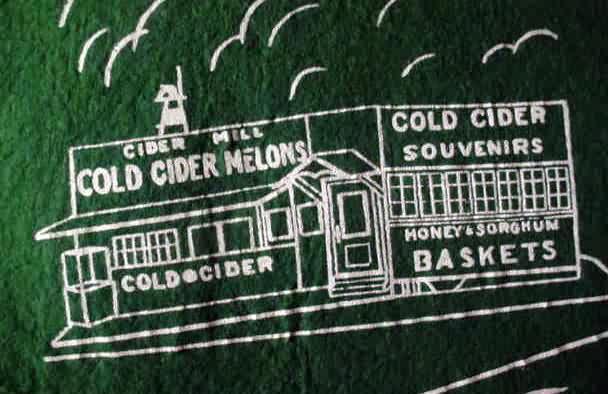 CIDER MILL
COLD CIDER MELONS
COLD CIDER
COLD CIDER
SOUVENIRS
HONEY & SORGHUM
BASKETS